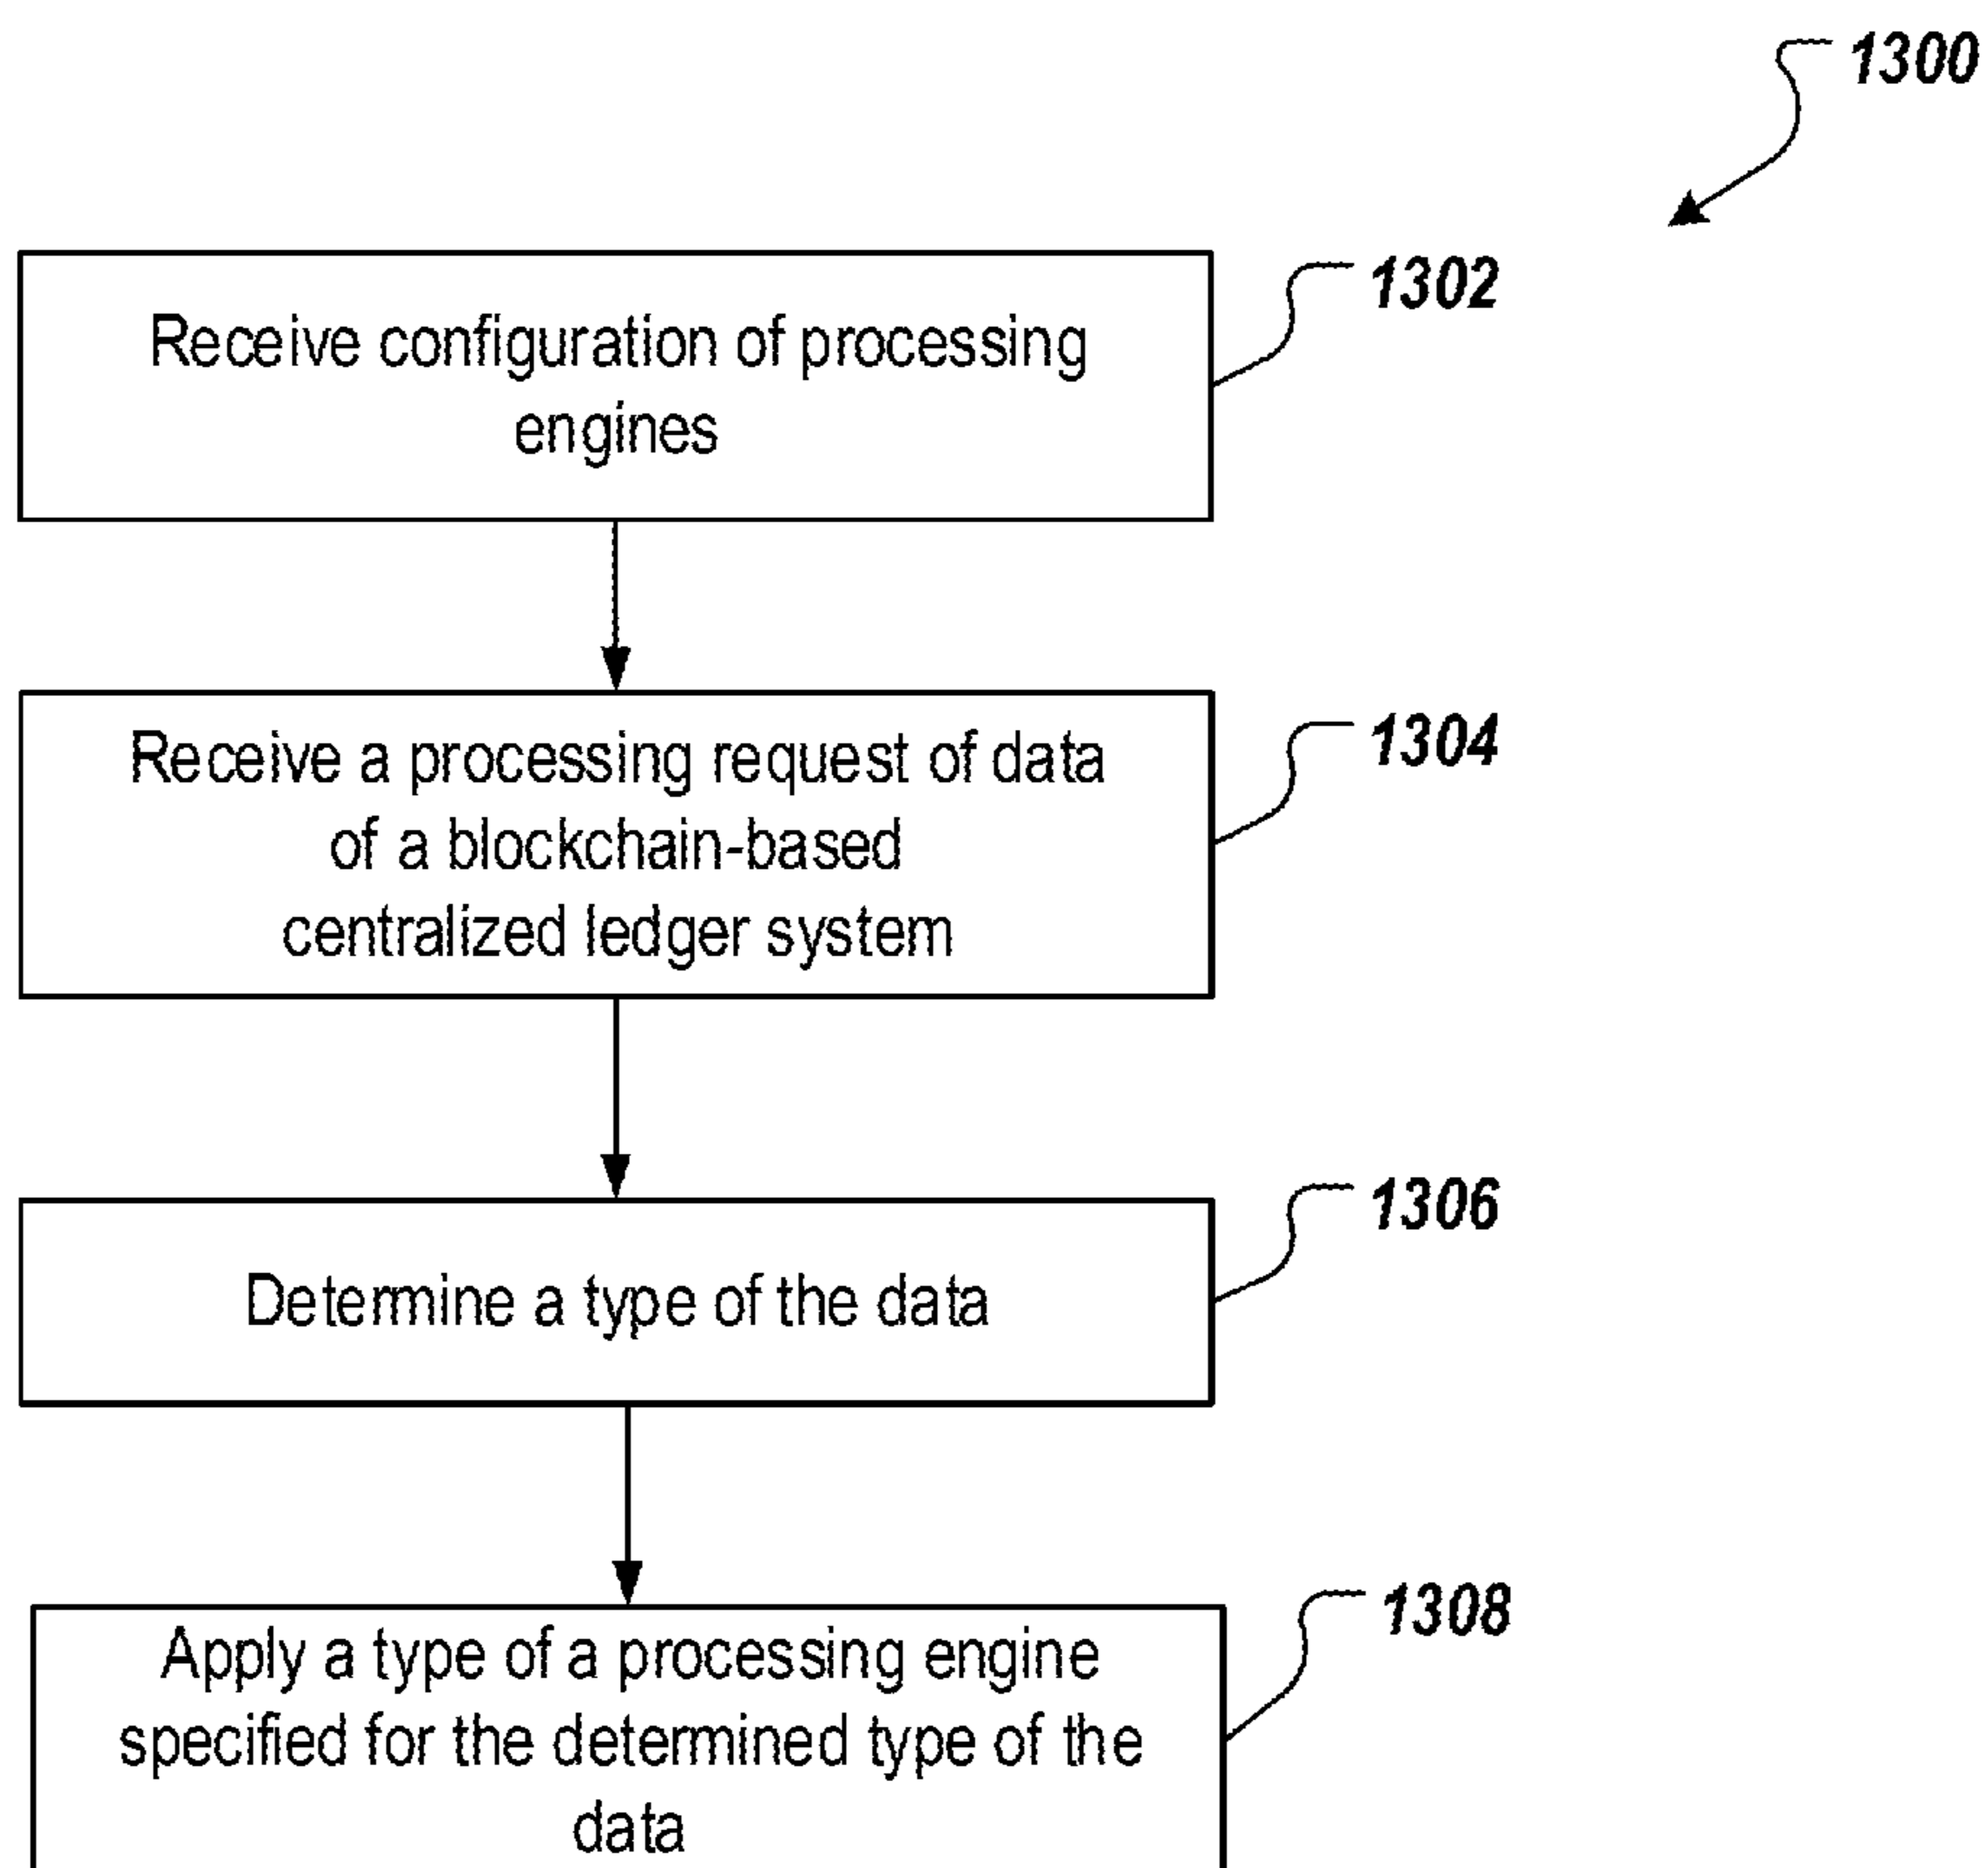 1300
1302
Receive configuration of processing
engines
1304
Receive a processing request of data
of a blockchain-based
centralized ledger system
1306
Determine a type of the data
1308
Apply a type of a processing engine
specified for the determined type of the
data